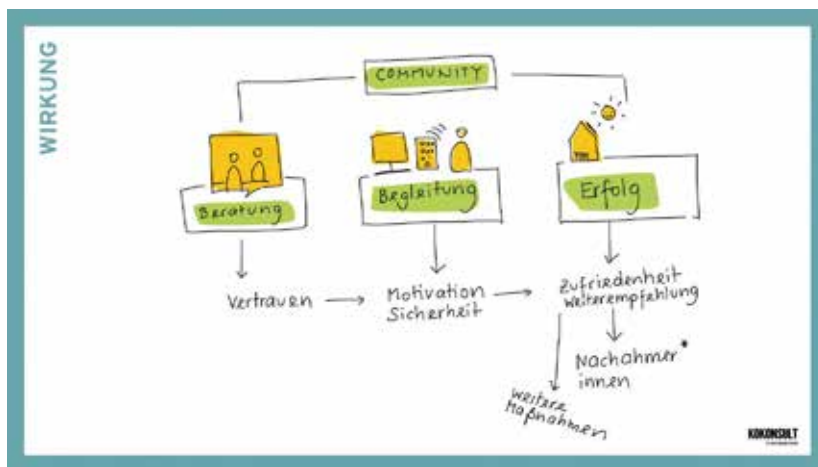 WIRKUNG
COMMUNITY
Beratung
Begleitung
Erfolg
Vertrauen
Motivation
Sicherheit
Zufriedenheit
weiterempfehlung
Nachahmer*
innen
weitere
Maßnahmen
KOKONSULT